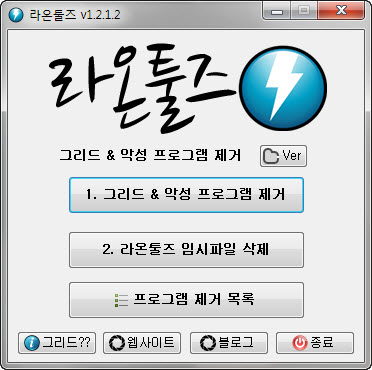 라온툴즈 v1.2.1.2
라온툴즈
그리드 & 악성 프로그램 제거 Ver
1. 그리드 & 악성 프로그램 제거
2. 라온툴즈 임시파일 삭제
프로그램 제거 목록
그리드?? 웹사이트 블로그 종료